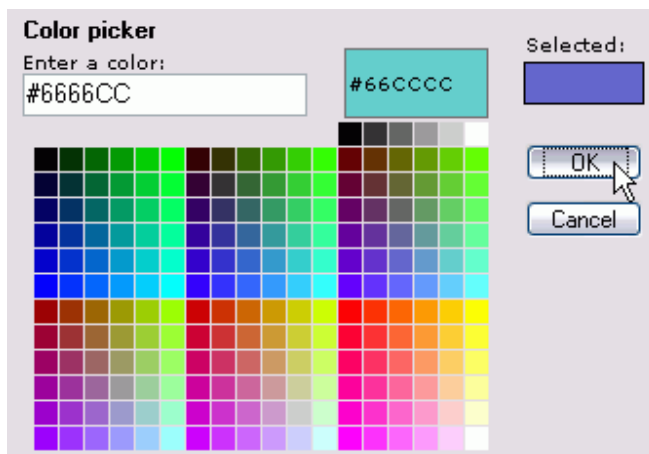 Color picker
Enter a color:
#6666CC
#66CCCC
Selected:
OK
Cancel